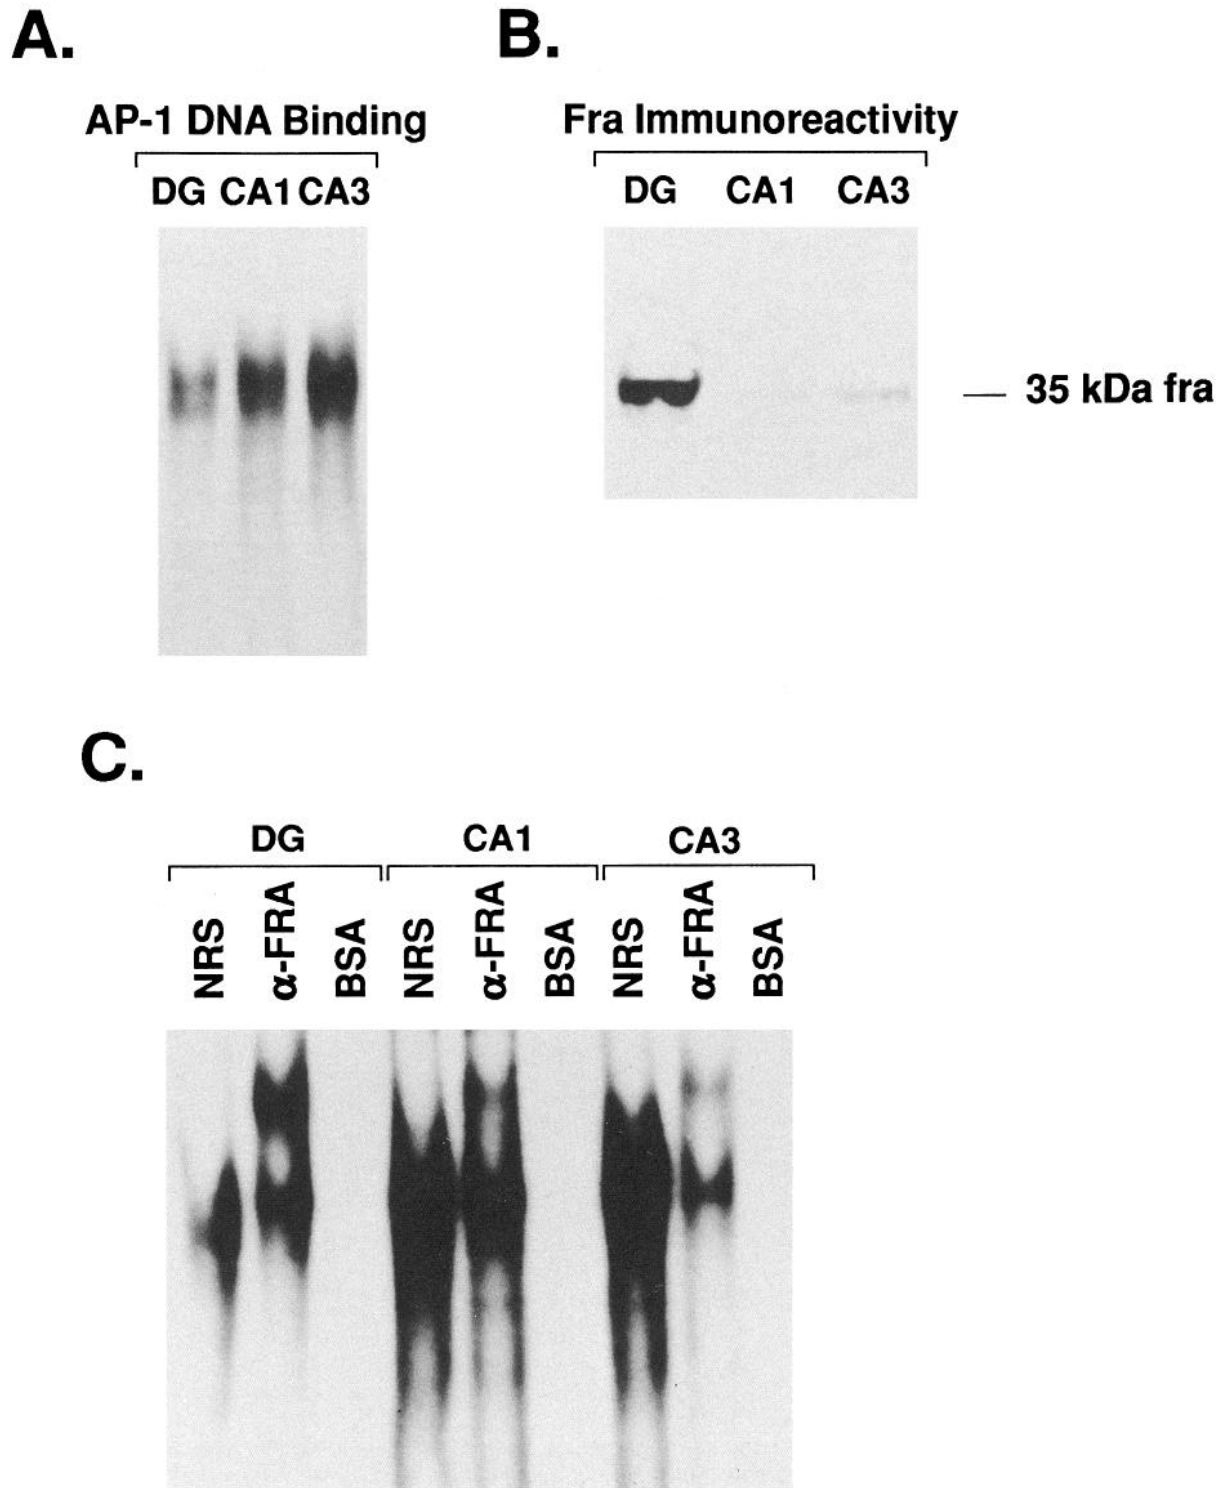 A.
AP-1 DNA Binding
DG CA1 CA3
B.
Fra Immunoreactivity
DG CA1 CA3
35 kDa fra
C.
DG CA1 CA3
NRS α-FRA BSA NRS α-FRA BSA NRS α-FRA BSA